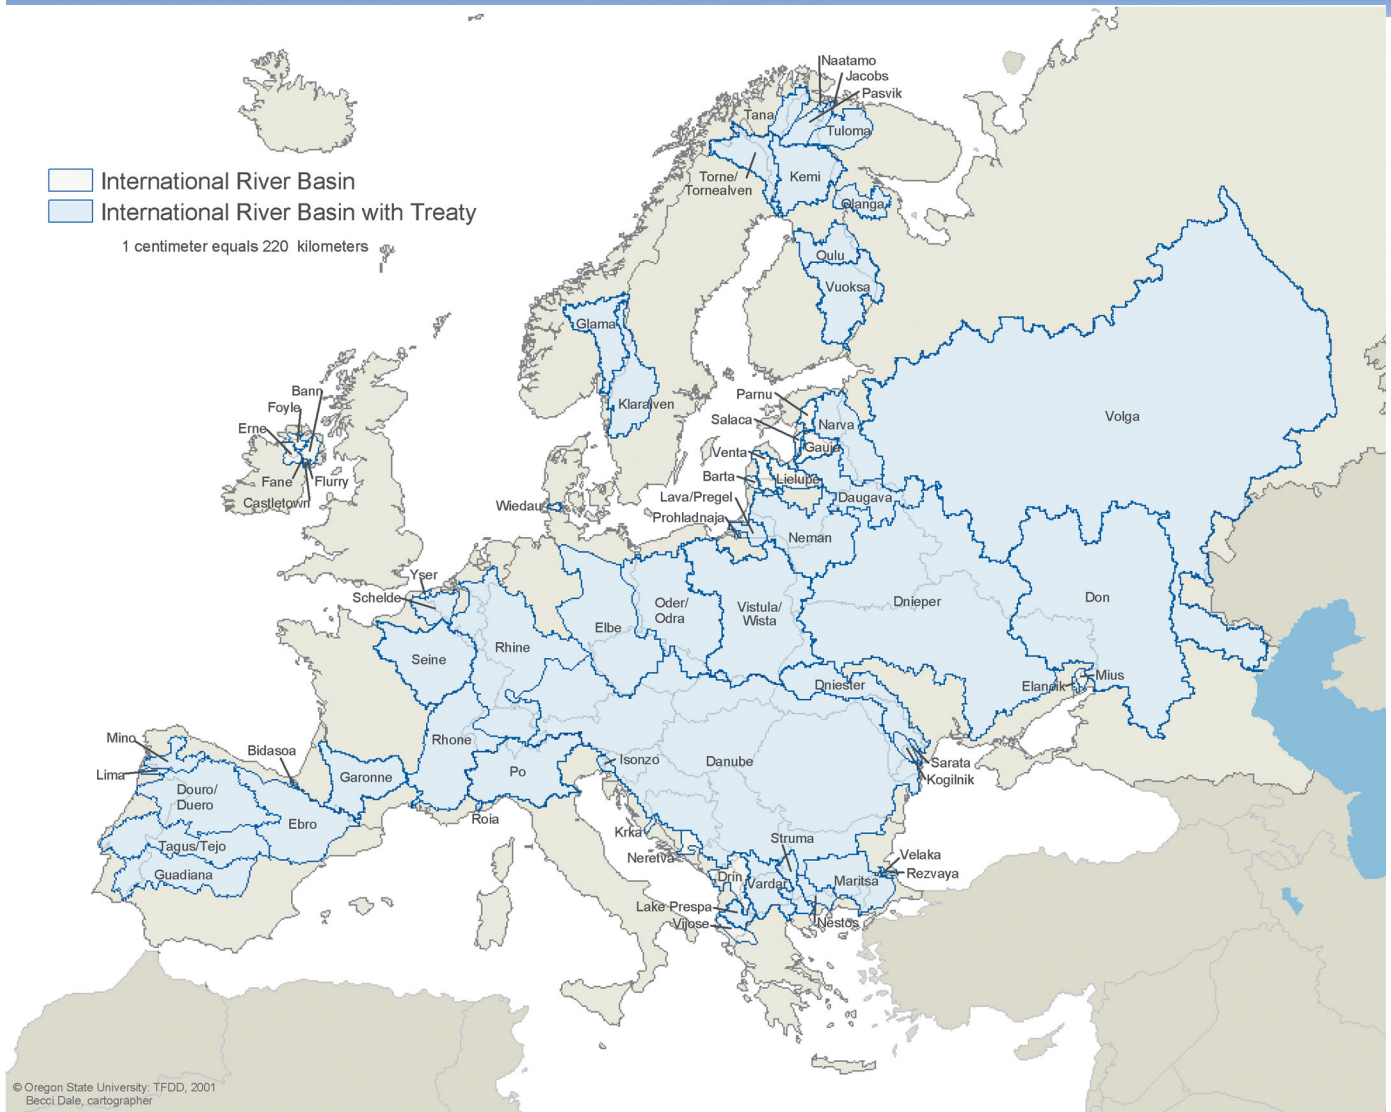 Naatamo
Jacobs
Pasvik
Tana
Tuloma
International River Basin
Torne/
Tornealven
Kemi
International River Basin with Treaty
Olanga
1 centimeter equals 220 kilometers
Oulu
Vuoksa
Glama
Bann
Foyle
Parnu
Klaralven
Volga
Salaca
Narva
Erne
Gauja
Venta
Barta
Lielupe
Fane
Flurry
Castletown
Lava/Pregel
Daugava
Wiedau
Prohladnaja
Neman
Yser
Schelde
Don
Dnieper
Oder/
Odra
Vistula/
Wista
Elbe
Rhine
Seine
Mius
Elancik
Dniester
Mino
Bidasoa
Rhone
Isonzo
Danube
Sarata
Kogilnik
Lima
Garonne
Po
Douro/
Duero
Roia
Ebro
Krka
Struma
Tagus/Tejo
Neretva
Velaka
Rezvaya
Guadiana
Drin
Vardar
Maritsa
Lake Prespa
Vijose
Nestos
© Oregon State University: TFDD, 2001
Becci Dale, cartographer